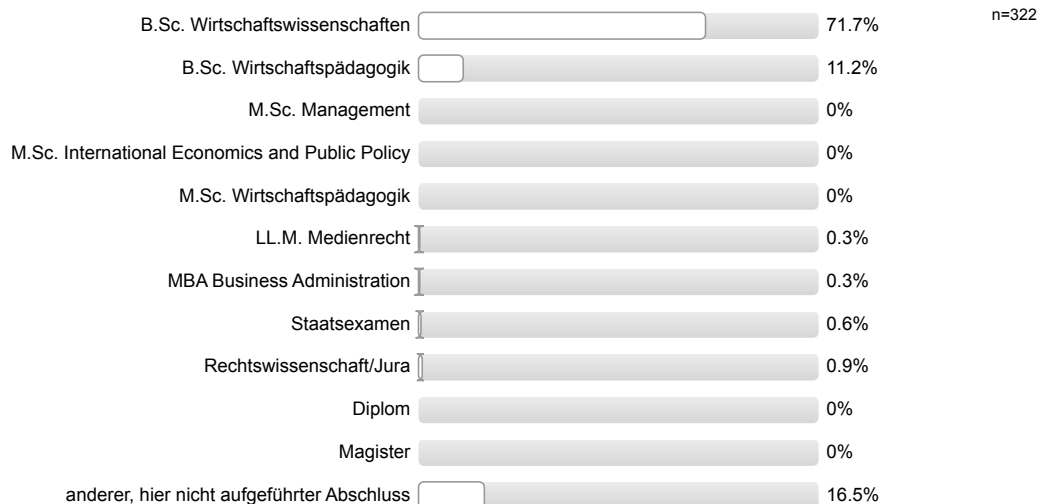 B.Sc. Wirtschaftswissenschaften 71.7% n=322
B.Sc. Wirtschaftspädagogik 11.2%
M.Sc. Management 0%
M.Sc. International Economics and Public Policy 0%
M.Sc. Wirtschaftspädagogik 0%
LL.M. Medienrecht 0.3%
MBA Business Administration 0.3%
Staatsexamen 0.6%
Rechtswissenschaft/Jura 0.9%
Diplom 0%
Magister 0%
anderer, hier nicht aufgeführter Abschluss 16.5%